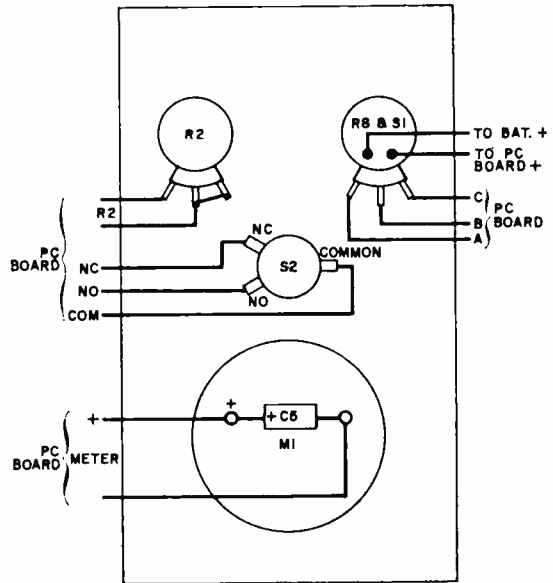 R2
R8 & S1
TO BAT. +
TO PC
BOARD +
C
B
A
PC
BOARD
R2
PC
BOARD
NC
NO
COM
NC
NO
S2
COMMON
+
PC
BOARD
METER
+
+ C5
M1